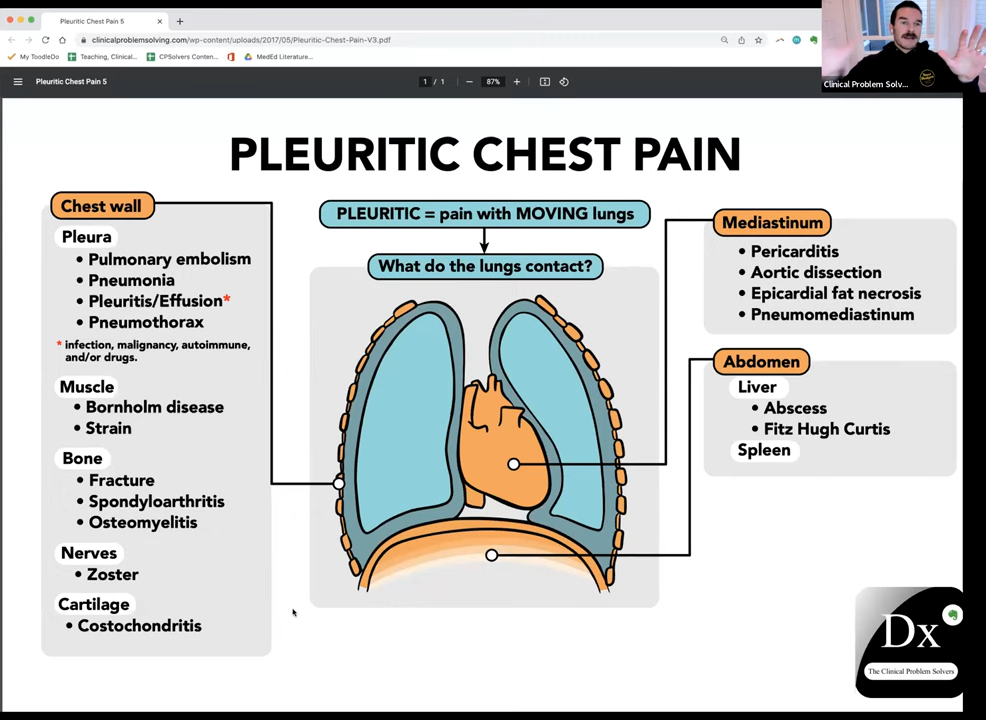 Pleuritic Chest Pain 5
clinicalproblemsolving.com/wp-content/uploads/2017/05/Pleuritic-Chest-Pain-V3.pdf
My ToodleDo
Teaching, Clinical...
CPSolvers Conten...
MedEd Literature...
Pleuritic Chest Pain 5
1 / 1
87%
Clinical Problem Solv...
PLEURITIC CHEST PAIN
Chest wall
Pleura
• Pulmonary embolism
• Pneumonia
• Pleuritis/Effusion*
• Pneumothorax
* infection, malignancy, autoimmune,
and/or drugs.
Muscle
• Bornholm disease
• Strain
Bone
• Fracture
• Spondyloarthritis
• Osteomyelitis
Nerves
• Zoster
Cartilage
• Costochondritis
PLEURITIC = pain with MOVING lungs
What do the lungs contact?
Mediastinum
• Pericarditis
• Aortic dissection
• Epicardial fat necrosis
• Pneumomediastinum
Abdomen
Liver
• Abscess
• Fitz Hugh Curtis
Spleen
Dx
The Clinical Problem Solvers